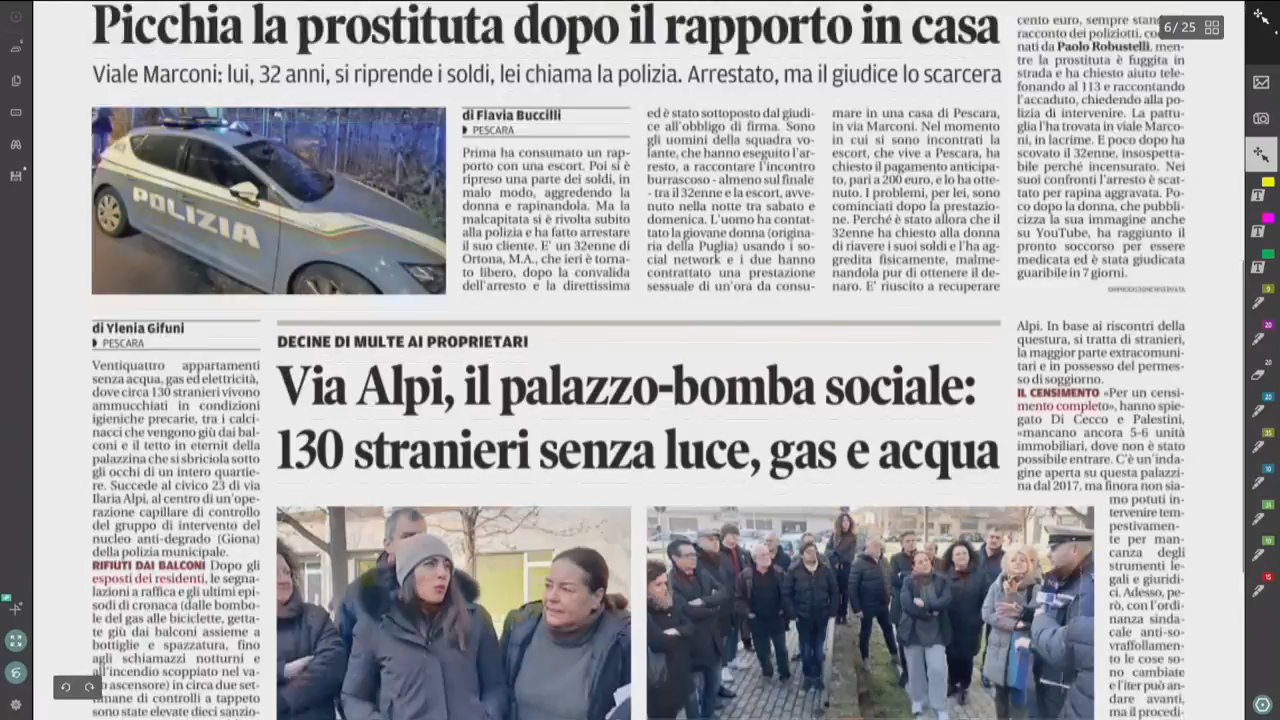 Picchia la prostituta dopo il rapporto in casa
Viale Marconi: lui, 32 anni, si riprende i soldi, lei chiama la polizia. Arrestato, ma il giudice lo scarcera
POLIZIA
di Flavia Buccilli
PESCARA
Prima ha consumato un rap-
porto con una escort. Poi si è
ripreso una parte dei soldi, in
malo modo, aggredendo la
donna e rapinandola. Ma la
malcapitata si è rivolta subito
alla polizia e ha fatto arrestare
il suo cliente. E' un 32enne di
Ortona, M.A., che ieri è torna-
to libero, dopo la convalida
dell'arresto e la direttissima
ed è stato sottoposto dal giudi-
ce all'obbligo di firma. Sono
gli uomini della squadra vo-
lante, che hanno eseguito l'ar-
resto, a raccontare l'incontro
burrascoso - almeno sul finale
- tra il 32enne e la escort, avve-
nuto nella notte tra sabato e
domenica. L'uomo ha contat-
tato la giovane donna (origina-
ria della Puglia) usando i so-
cial network e i due hanno
contrattato una prestazione
sessuale di un'ora da consu-
mare in una casa di Pescara,
in via Marconi. Nel momento
in cui si sono incontrati la
escort, che vive a Pescara, ha
chiesto il pagamento anticipa-
to, pari a 200 euro, e lo ha otte-
nuto. I problemi, per lei, sono
cominciati dopo la prestazio-
ne. Perché è stato allora che il
32enne ha chiesto alla donna
di riavere i suoi soldi e l'ha ag-
gredita fisicamente, malme-
nandola pur di ottenere il de-
naro. E' riuscito a recuperare
cento euro, sempre stan
racconto dei poliziotti, co
nati da Paolo Robustelli, men-
tre la prostituta è fuggita in
strada e ha chiesto aiuto tele-
fonando al 113 e raccontando
l'accaduto, chiedendo alla po-
lizia di intervenire. La pattu-
glia l'ha trovata in viale Marco-
ni, in lacrime. E poco dopo ha
scovato il 32enne, insospetta-
bile perché incensurato. Nei
suoi confronti l'arresto è scat-
tato per rapina aggravata. Po-
co dopo la donna, che pubbli-
cizza la sua immagine anche
su YouTube, ha raggiunto il
pronto soccorso per essere
medicata ed è stata giudicata
guaribile in 7 giorni.
©RIPRODUZIONE RISERVATA
6 / 25
di Ylenia Gifuni
PESCARA
Ventiquattro appartamenti
senza acqua, gas ed elettricità,
dove circa 130 stranieri vivono
ammucchiati in condizioni
igieniche precarie, tra i calci-
nacci che vengono giù dai bal-
coni e il tetto in eternit della
palazzina che si sbriciola sotto
gli occhi di un intero quartie-
re. Succede al civico 23 di via
Ilaria Alpi, al centro di un'ope-
razione capillare di controllo
del gruppo di intervento del
nucleo anti-degrado (Giona)
della polizia municipale.
RIFIUTI DAI BALCONI Dopo gli
esposti dei residenti, le segna-
lazioni a raffica e gli ultimi epi-
sodi di cronaca (dalle bombo-
le del gas alle biciclette, getta-
te giù dai balconi assieme a
bottiglie e spazzatura, fino
agli schiamazzi notturni e
all'incendio scoppiato nel va-
o ascensore) in circa due set-
timane di controlli a tappeto
sono state elevate dieci sanzio-
DECINE DI MULTE AI PROPRIETARI
Via Alpi, il palazzo-bomba sociale:
130 stranieri senza luce, gas e acqua
Alpi. In base ai riscontri della
questura, si tratta di stranieri,
la maggior parte extracomuni-
tari e in possesso del permes-
so di soggiorno.
IL CENSIMENTO «Per un censi-
mento completo», hanno spie-
gato Di Cecco e Palestini,
«mancano ancora 5-6 unità
immobiliari, dove non è stato
possibile entrare. C'è un'inda-
gine aperta su questa palazzi-
na dal 2017, ma finora non sia-
mo potuti in-
tervenire tem-
pestivamen-
te per man-
canza degli
strumenti le-
gali e giuridi-
ci. Adesso, pe-
rò, con l'ordi-
nanza sinda-
cale anti-so-
vraffollamen-
to le cose so-
no cambiate
e l'iter può an-
dare avanti,
ma il procedi-